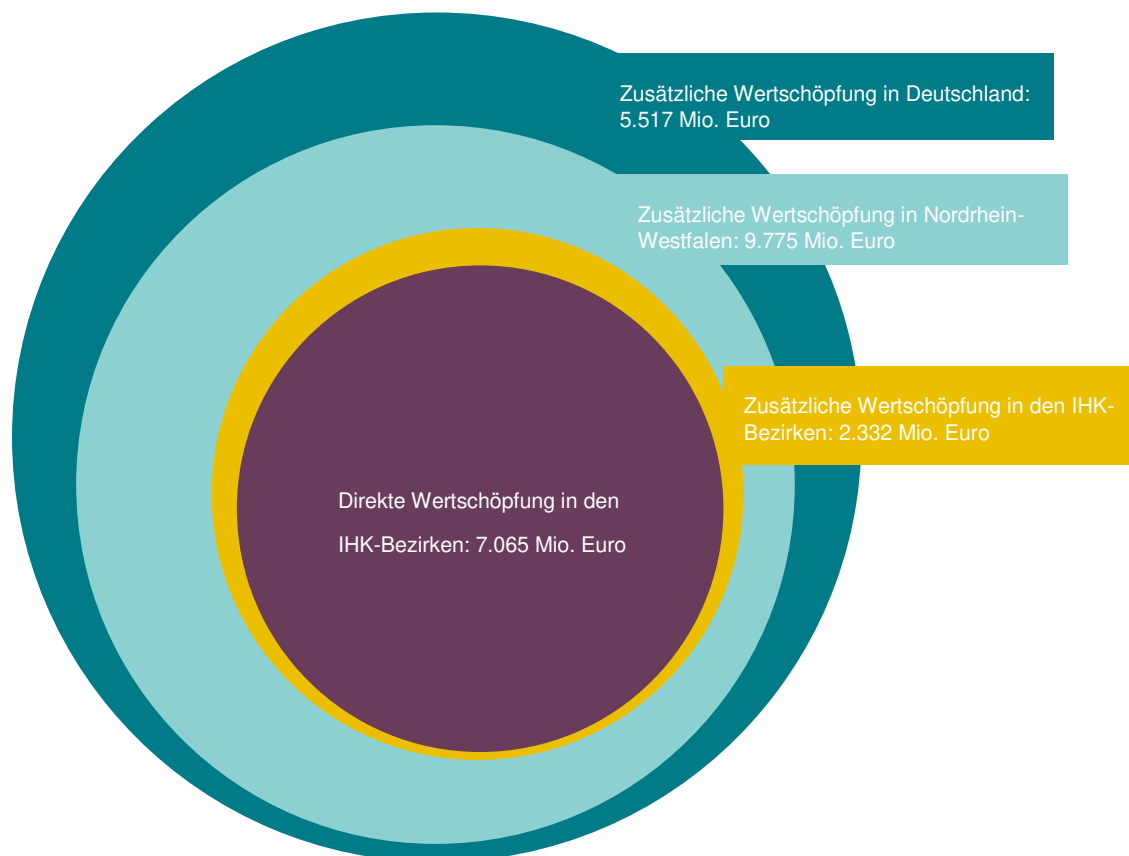 Zusätzliche Wertschöpfung in Deutschland:
5.517 Mio. Euro
Zusätzliche Wertschöpfung in Nordrhein-
Westfalen: 9.775 Mio. Euro
Zusätzliche Wertschöpfung in den IHK-
Bezirken: 2.332 Mio. Euro
Direkte Wertschöpfung in den
IHK-Bezirken: 7.065 Mio. Euro